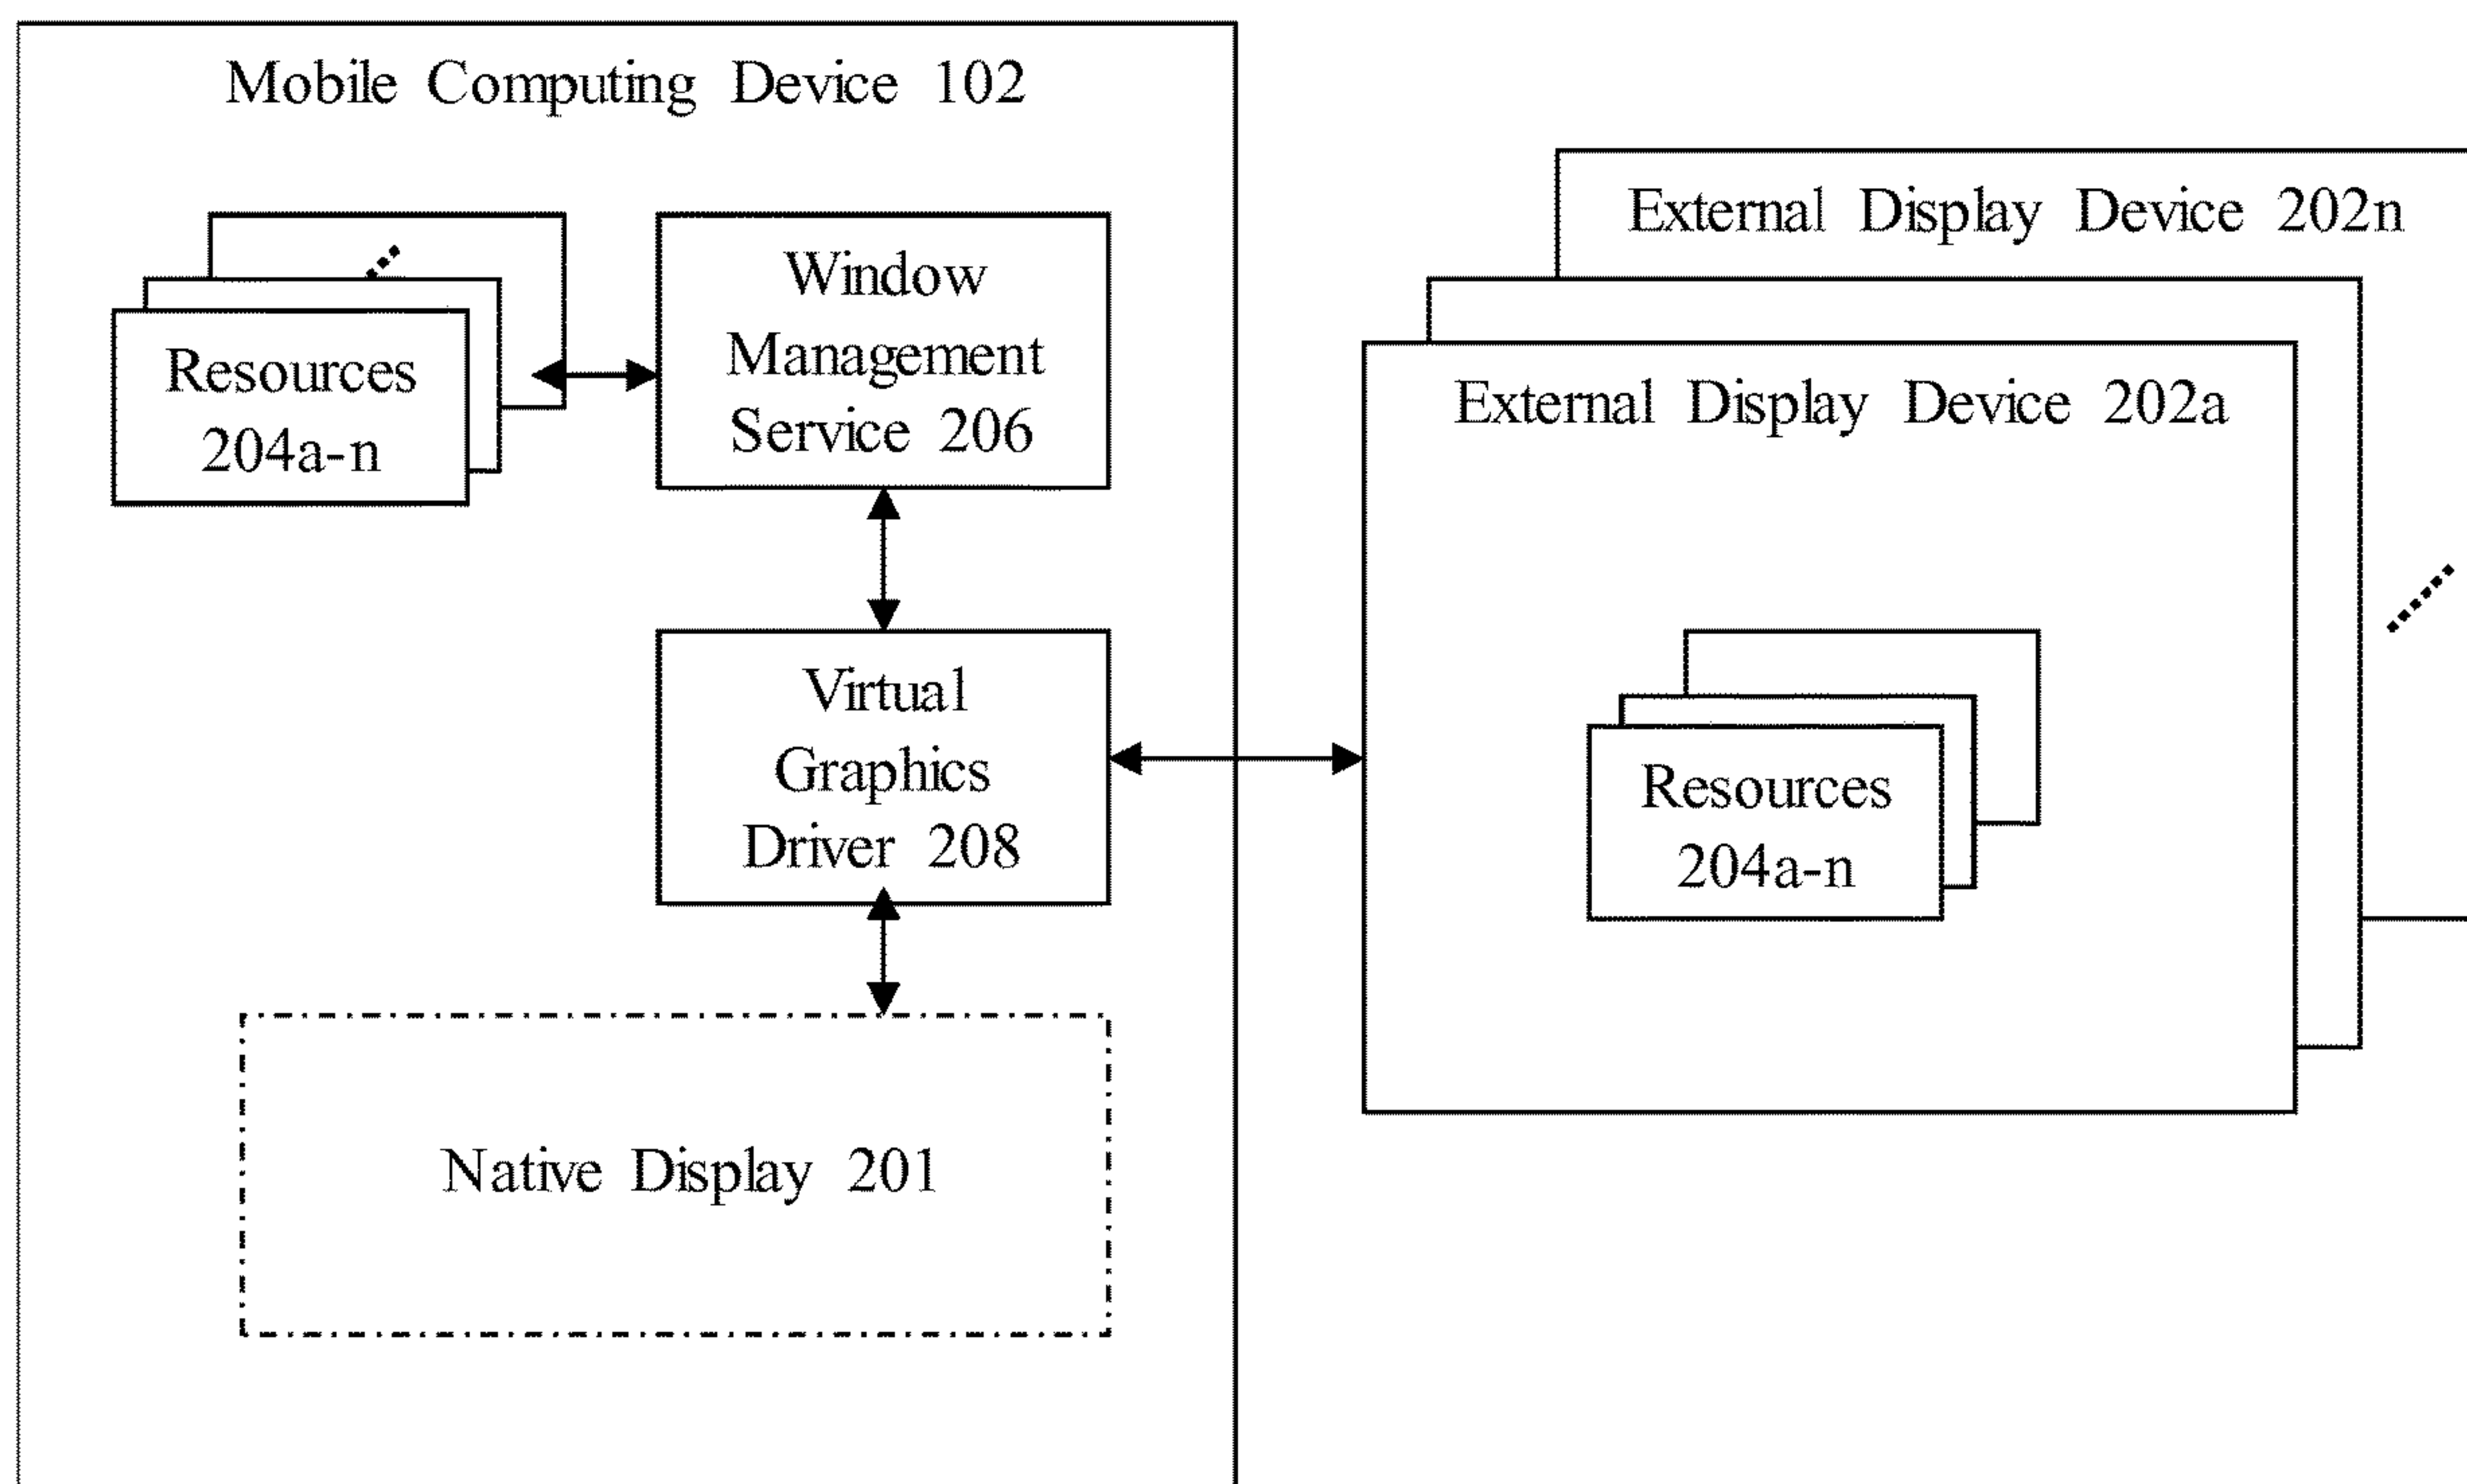 Mobile Computing Device 102
Resources
204a-n
Window
Management
Service 206
Virtual
Graphics
Driver 208
Native Display 201
External Display Device 202n
External Display Device 202a
Resources
204a-n